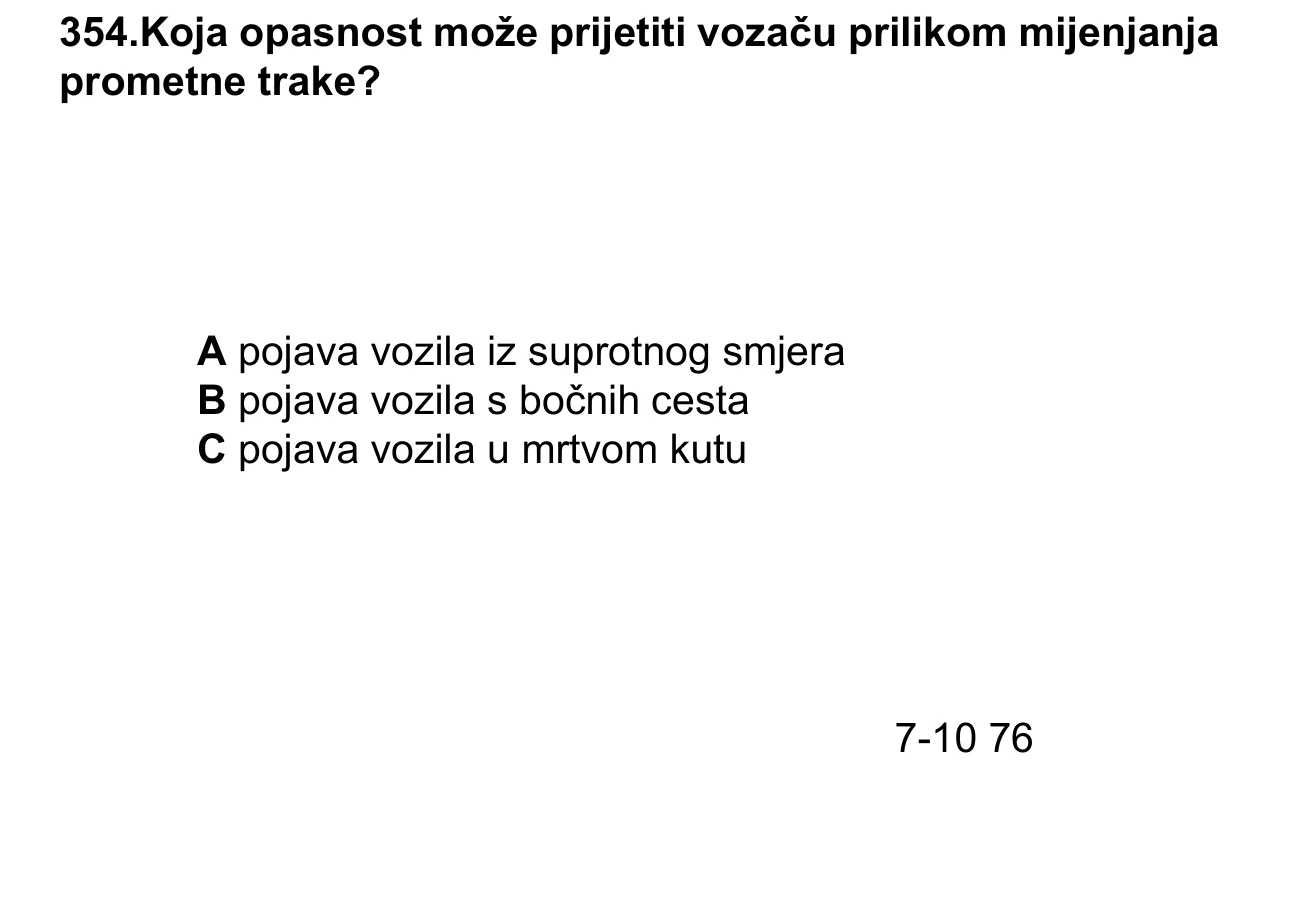 354.Koja opasnost može prijetiti vozaču prilikom mijenjanja
prometne trake?
A pojava vozila iz suprotnog smjera
B pojava vozila s bočnih cesta
C pojava vozila u mrtvom kutu
7-10 76